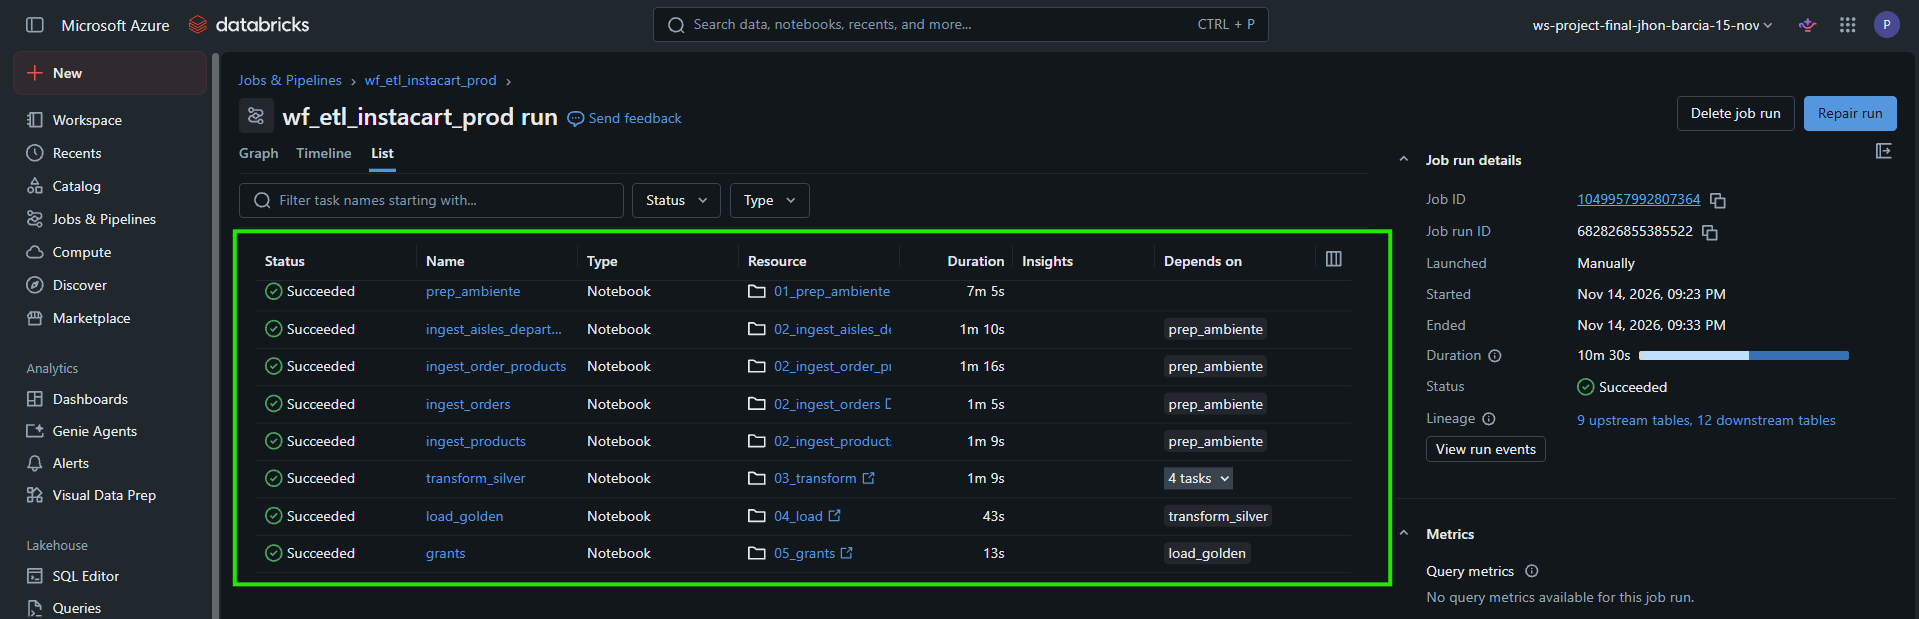 Microsoft Azure databricks
Search data, notebooks, recents, and more... CTRL + P
ws-project-final-jhon-barcia-15-nov
P
New
Workspace
Recents
Catalog
Jobs & Pipelines
Compute
Discover
Marketplace
Analytics
Dashboards
Genie Agents
Alerts
Visual Data Prep
Lakehouse
SQL Editor
Queries
Jobs & Pipelines › wf_etl_instacart_prod ›
wf_etl_instacart_prod run Send feedback
Delete job run Repair run
Graph Timeline List
Filter task names starting with... Status Type
Status Name Type Resource Duration Insights Depends on
Succeeded prep_ambiente Notebook 01_prep_ambiente 7m 5s
Succeeded ingest_aisles_depart... Notebook 02_ingest_aisles_de 1m 10s prep_ambiente
Succeeded ingest_order_products Notebook 02_ingest_order_pr 1m 16s prep_ambiente
Succeeded ingest_orders Notebook 02_ingest_orders 1m 5s prep_ambiente
Succeeded ingest_products Notebook 02_ingest_product 1m 9s prep_ambiente
Succeeded transform_silver Notebook 03_transform 1m 9s 4 tasks
Succeeded load_golden Notebook 04_load 43s transform_silver
Succeeded grants Notebook 05_grants 13s load_golden
Job run details
Job ID 1049957992807364
Job run ID 682826855385522
Launched Manually
Started Nov 14, 2026, 09:23 PM
Ended Nov 14, 2026, 09:33 PM
Duration 10m 30s
Status Succeeded
Lineage 9 upstream tables, 12 downstream tables
View run events
Metrics
Query metrics
No query metrics available for this job run.